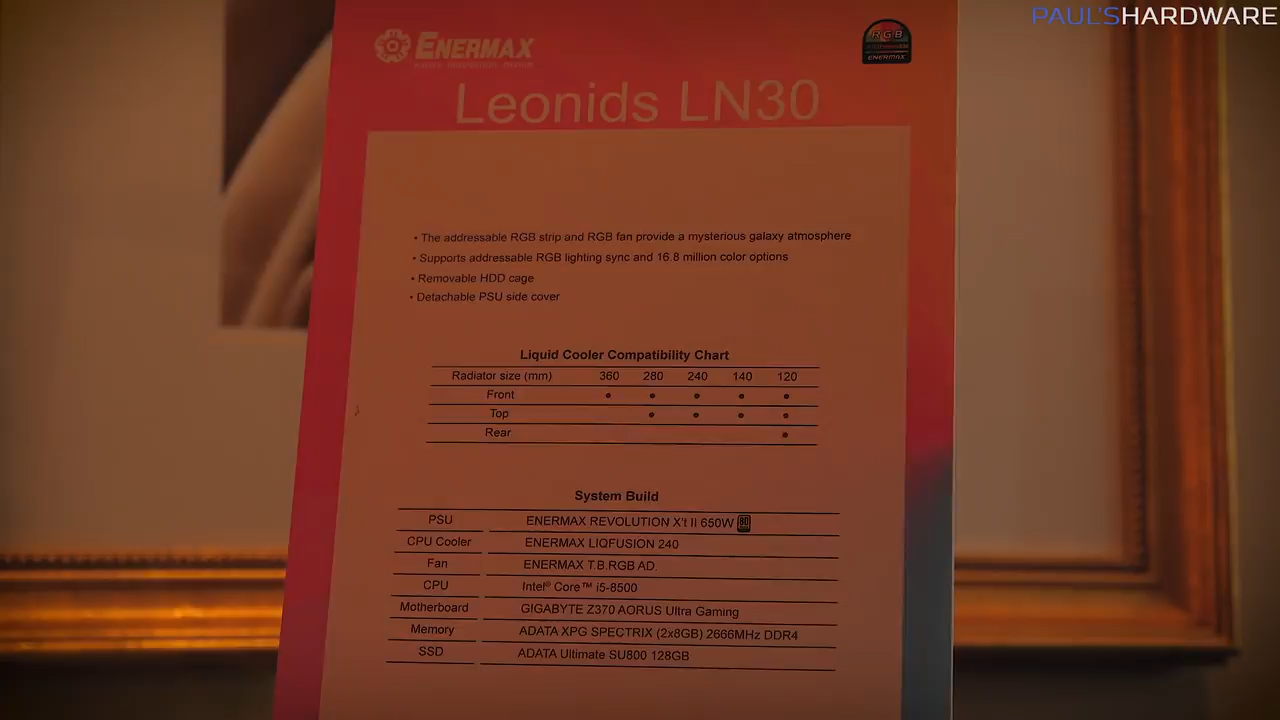 PAUL'SHARDWARE
ENERMAX
RGB
ENERMAX
Leonids LN30
• The addressable RGB strip and RGB fan provide a mysterious galaxy atmosphere
• Supports addressable RGB lighting sync and 16.8 million color options
• Removable HDD cage
• Detachable PSU side cover
Liquid Cooler Compatibility Chart
Radiator size (mm) 360 280 240 140 120
Front • • • • •
Top • • • •
Rear •
System Build
PSU ENERMAX REVOLUTION X't II 650W 80
CPU Cooler ENERMAX LIQFUSION 240
Fan ENERMAX T.B.RGB AD.
CPU Intel® Core™ i5-8500
Motherboard GIGABYTE Z370 AORUS Ultra Gaming
Memory ADATA XPG SPECTRIX (2x8GB) 2666MHz DDR4
SSD ADATA Ultimate SU800 128GB